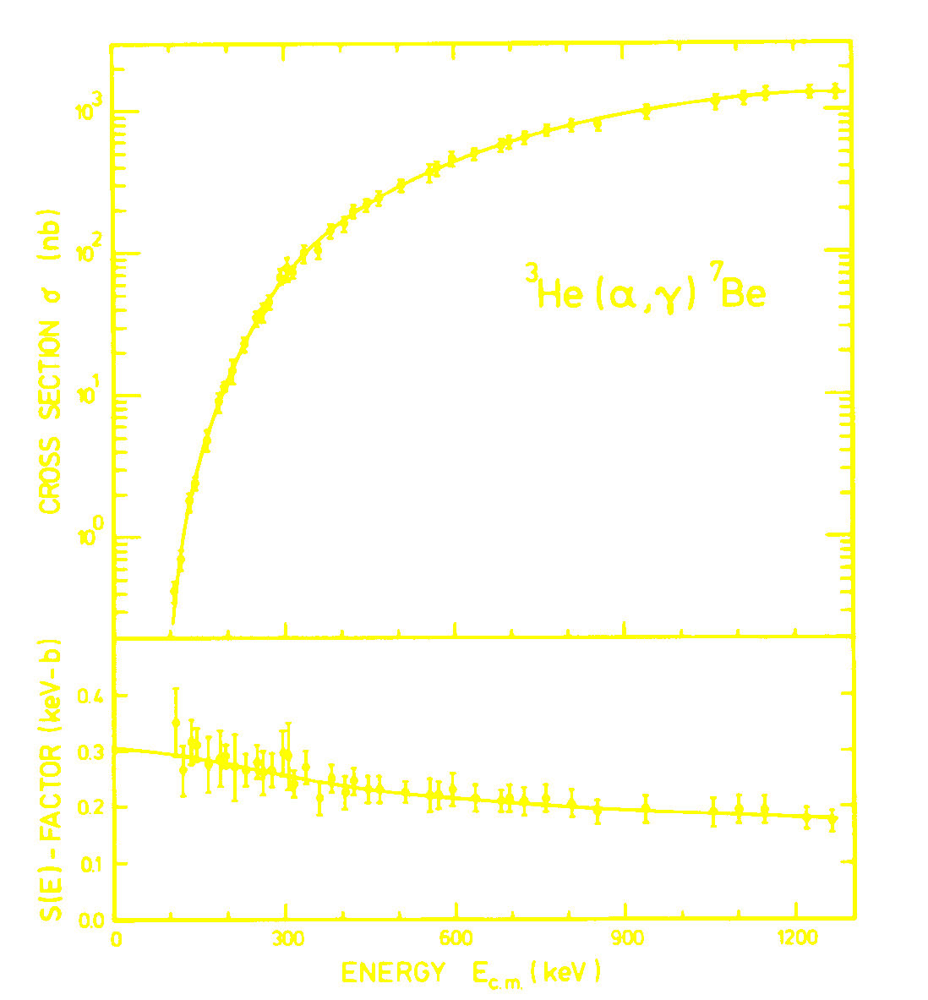 CROSS SECTION σ (nb)
10³
10²
10¹
10⁰
³He(α,γ)⁷Be
S(E)-FACTOR (keV-b)
0.4
0.3
0.2
0.1
0.0
0 300 600 900 1200
ENERGY E c.m. (keV)